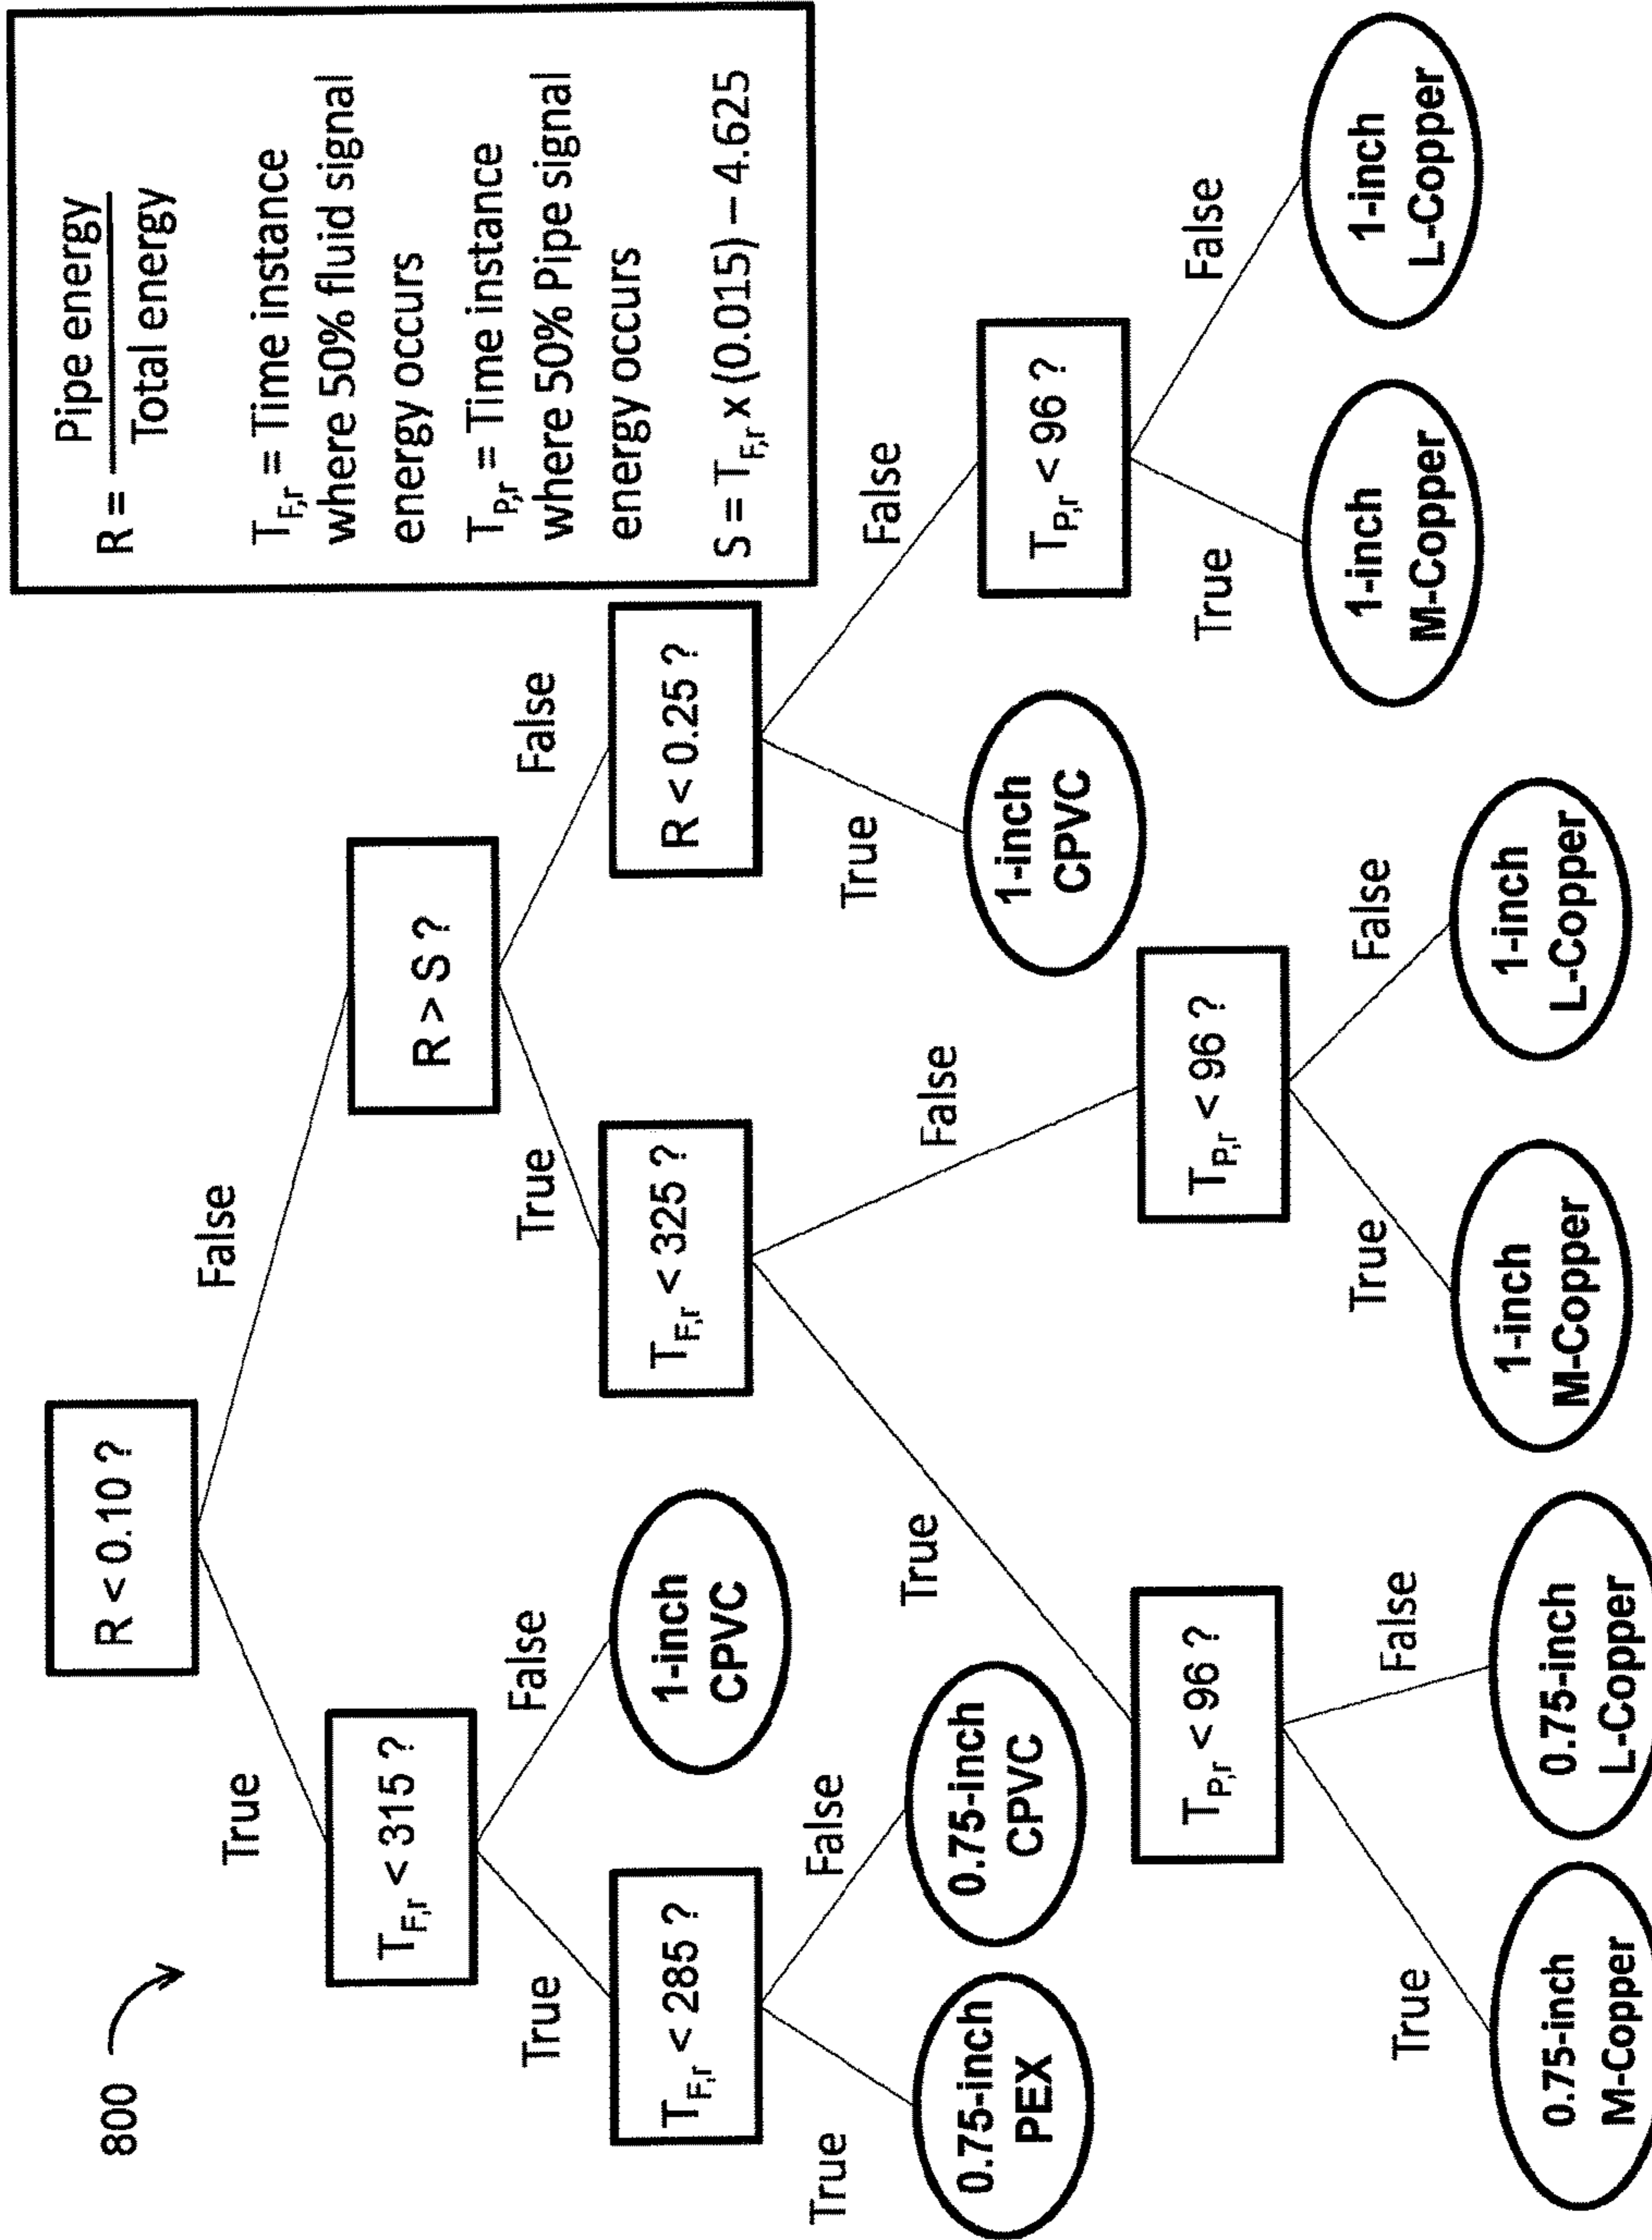 800
R < 0.10 ?
R = Pipe energy
Total energy
T_F,r = Time instance
where 50% fluid signal
energy occurs
T_P,r = Time instance
where 50% Pipe signal
energy occurs
S = T_F,r x (0.015) – 4.625
True
False
T_F,r < 315 ?
R > S ?
True
False
True
False
T_F,r < 285 ?
1-inch
CPVC
T_F,r < 325 ?
R < 0.25 ?
True
False
True
False
True
False
0.75-inch
PEX
0.75-inch
CPVC
1-inch
CPVC
T_P,r < 96 ?
T_P,r < 96 ?
T_P,r < 96 ?
True
False
True
False
True
False
1-inch
M-Copper
1-inch
L-Copper
0.75-inch
M-Copper
0.75-inch
L-Copper
1-inch
M-Copper
1-inch
L-Copper